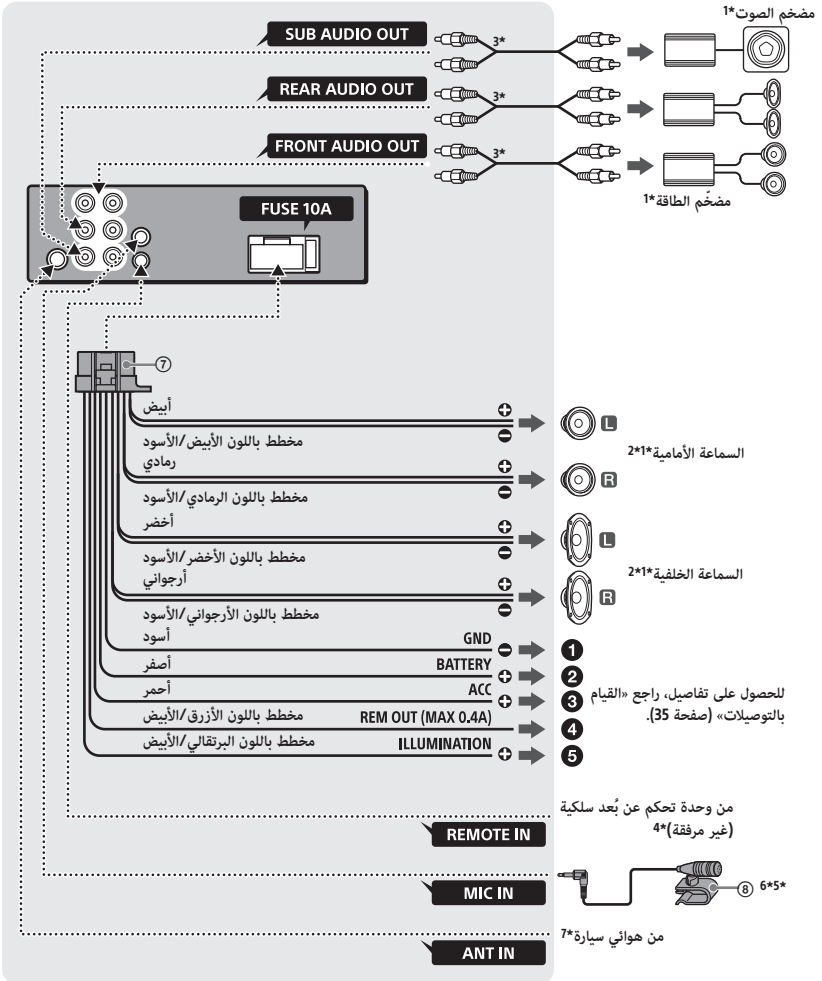 مضخم الصوت*1
SUB AUDIO OUT
3*
REAR AUDIO OUT
3*
FRONT AUDIO OUT
3*
مضخّم الطاقة*1
FUSE 10A
⑦
أبيض
مخطط باللون الأبيض/الأسود
L
السماعة الأمامية*1*2
رمادي
مخطط باللون الرمادي/الأسود
R
أخضر
مخطط باللون الأخضر/الأسود
L
السماعة الخلفية*1*2
أرجواني
مخطط باللون الأرجواني/الأسود
R
أسود GND ❶
أصفر BATTERY ❷
أحمر ACC ❸
للحصول على تفاصيل، راجع «القيام
بالتوصيلات» (صفحة 35).
مخطط باللون الأزرق/الأبيض REM OUT (MAX 0.4A) ❹
مخطط باللون البرتقالي/الأبيض ILLUMINATION ❺
من وحدة تحكم عن بُعد سلكية
(غير مرفقة)*4
REMOTE IN
MIC IN
⑧ *5*6
من هوائي سيارة*7
ANT IN